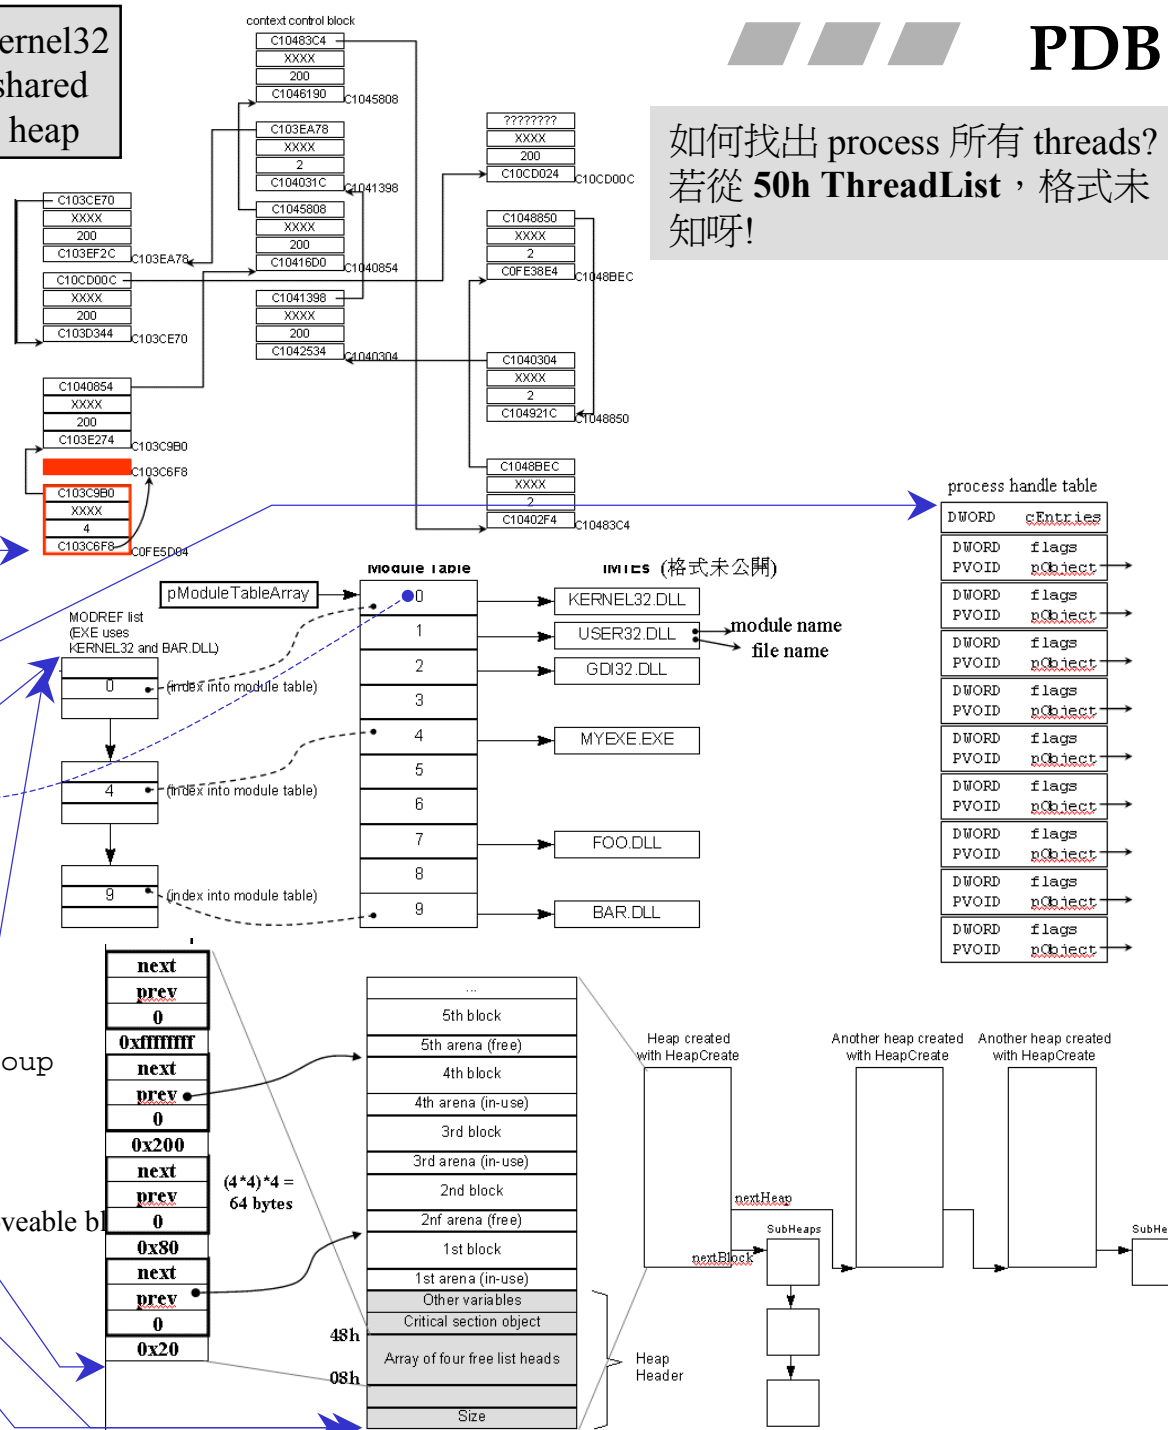 context control block
PDB
ernel32
shared
heap
如何找出 process 所有 threads?
若從 50h ThreadList，格式未
知呀!
C10483C4
XXXX
200
C1046190
C1045808
C103EA78
XXXX
2
C104031C
C1041398
C1045808
XXXX
200
C10416D0
C1040854
C1041398
XXXX
200
C1042534
C1040304
????????
XXXX
200
C10CD024
C10CD00C
C1048850
XXXX
2
C0FE38E4
C1048BEC
C1040304
XXXX
2
C104921C
C1048850
C1048BEC
XXXX
2
C10402F4
C10483C4
C103CE70
XXXX
200
C103EF2C
C103EA78
C10CD00C
XXXX
200
C103D344
C103CE70
C1040854
XXXX
200
C103E274
C103C9B0
C103C6F8
C103C9B0
XXXX
4
C103C6F8
C0FE5D04
process handle table
DWORD cEntries
DWORD flags
PVOID pObject
DWORD flags
PVOID pObject
DWORD flags
PVOID pObject
DWORD flags
PVOID pObject
DWORD flags
PVOID pObject
DWORD flags
PVOID pObject
DWORD flags
PVOID pObject
DWORD flags
PVOID pObject
DWORD flags
PVOID pObject
Module Table
IMTEs (格式未公開)
pModuleTableArray
0
1
2
3
4
5
6
7
8
9
KERNEL32.DLL
USER32.DLL
module name
file name
GDI32.DLL
MYEXE.EXE
FOO.DLL
BAR.DLL
MODREF list
(EXE uses
KERNEL32 and BAR.DLL)
0
(index into module table)
4
(index into module table)
9
(index into module table)
next
prev
0
0xffffffff
next
prev
0
0x200
next
prev
0
0x80
next
prev
0
0x20
oup
oveable bl
(4*4)*4 =
64 bytes
48h
08h
...
5th block
5th arena (free)
4th block
4th arena (in-use)
3rd block
3rd arena (in-use)
2nd block
2nf arena (free)
1st block
1st arena (in-use)
Other variables
Critical section object
Array of four free list heads
Size
Heap
Header
Heap created
with HeapCreate
Another heap created
with HeapCreate
Another heap created
with HeapCreate
nextHeap
nextBlock
SubHeaps
SubHe